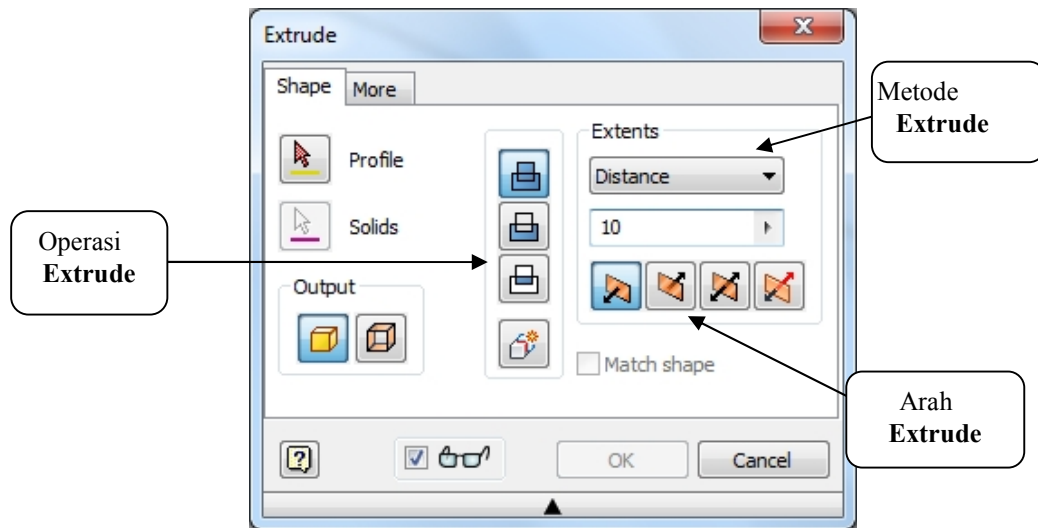 Extrude
Shape
More
Metode
Extrude
Profile
Extents
Distance
Solids
10
Operasi
Extrude
Output
Match shape
Arah
Extrude
?
OK
Cancel